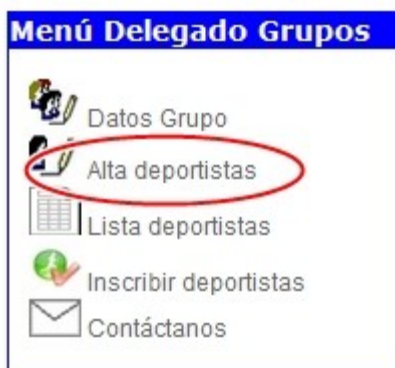 Menú Delegado Grupos
Datos Grupo
Alta deportistas
Lista deportistas
Inscribir deportistas
Contáctanos